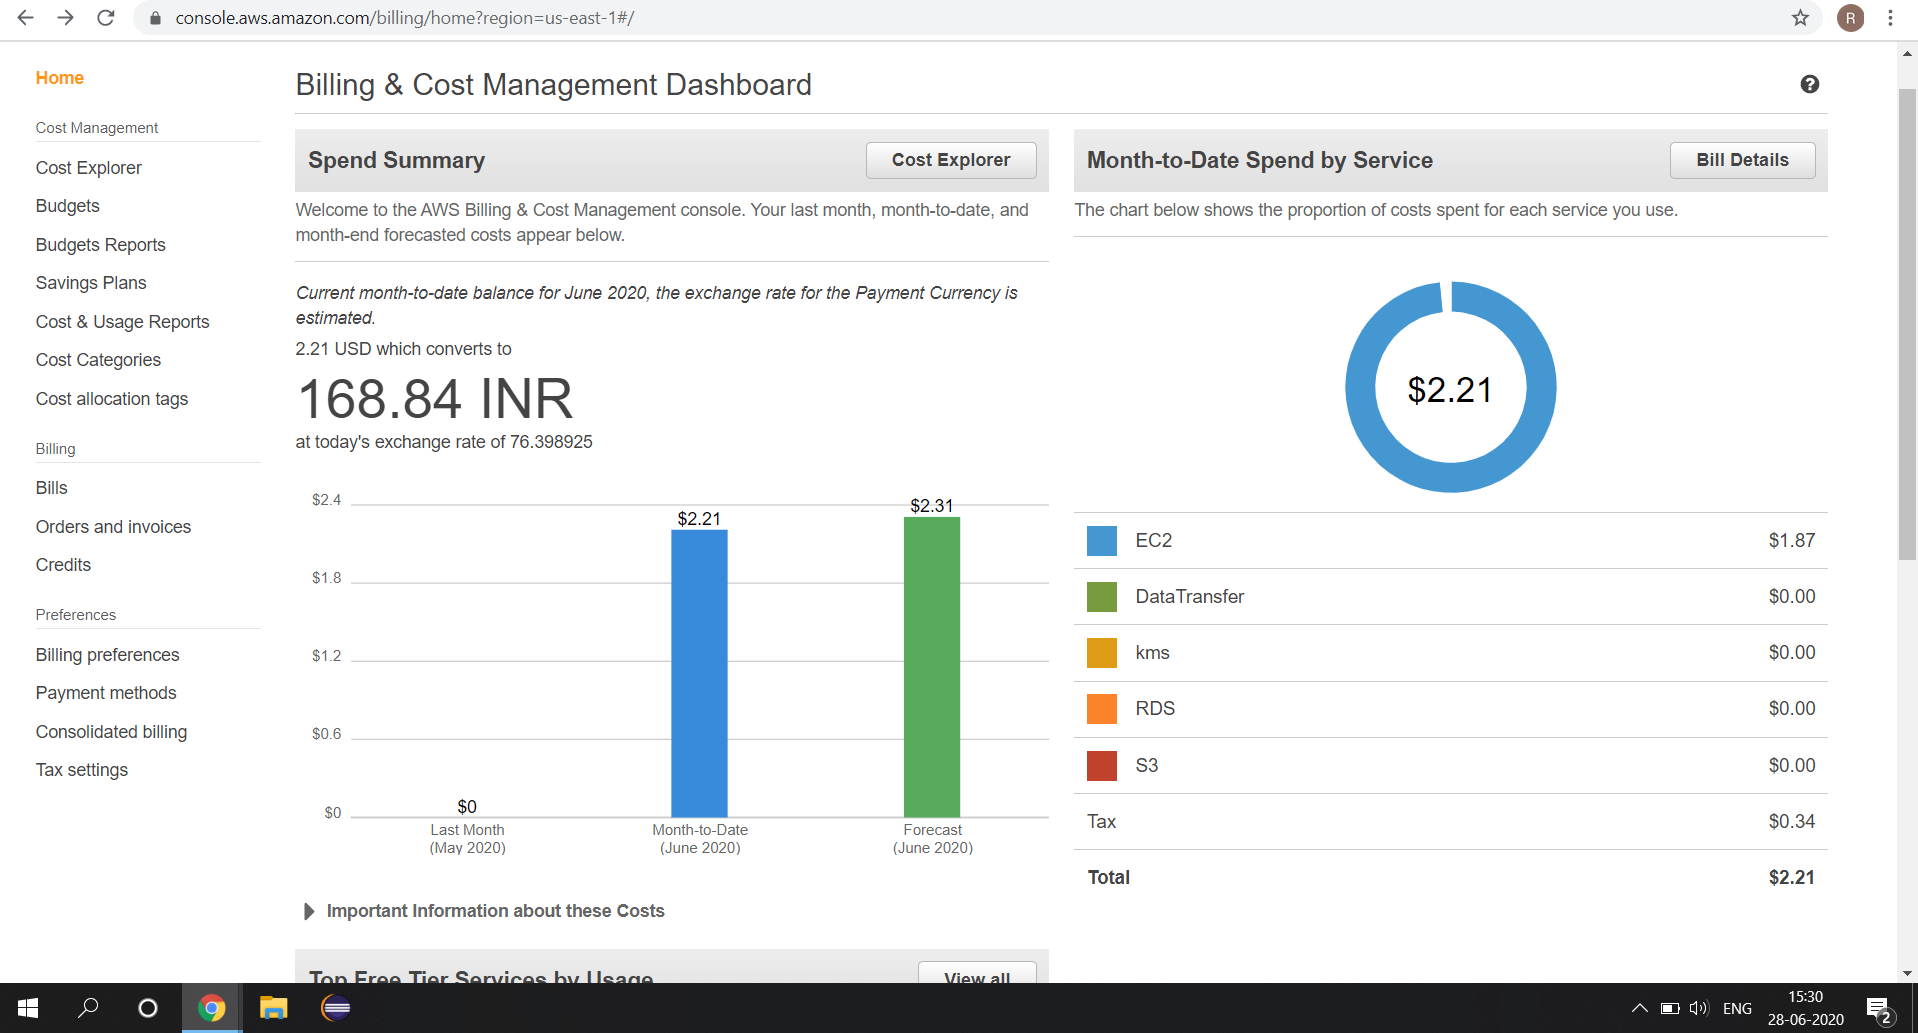 console.aws.amazon.com/billing/home?region=us-east-1#/
R
Home
Cost Management
Cost Explorer
Budgets
Budgets Reports
Savings Plans
Cost & Usage Reports
Cost Categories
Cost allocation tags
Billing
Bills
Orders and invoices
Credits
Preferences
Billing preferences
Payment methods
Consolidated billing
Tax settings
Billing & Cost Management Dashboard
?
Spend Summary
Cost Explorer
Welcome to the AWS Billing & Cost Management console. Your last month, month-to-date, and
month-end forecasted costs appear below.
Current month-to-date balance for June 2020, the exchange rate for the Payment Currency is
estimated.
2.21 USD which converts to
168.84 INR
at today's exchange rate of 76.398925
$2.4
$1.8
$1.2
$0.6
$0
$0
$2.21
$2.31
Last Month
(May 2020)
Month-to-Date
(June 2020)
Forecast
(June 2020)
Important Information about these Costs
Top Free Tier Services by Usage
View all
Month-to-Date Spend by Service
Bill Details
The chart below shows the proportion of costs spent for each service you use.
$2.21
EC2 $1.87
DataTransfer $0.00
kms $0.00
RDS $0.00
S3 $0.00
Tax $0.34
Total $2.21
ENG
15:30
28-06-2020
2